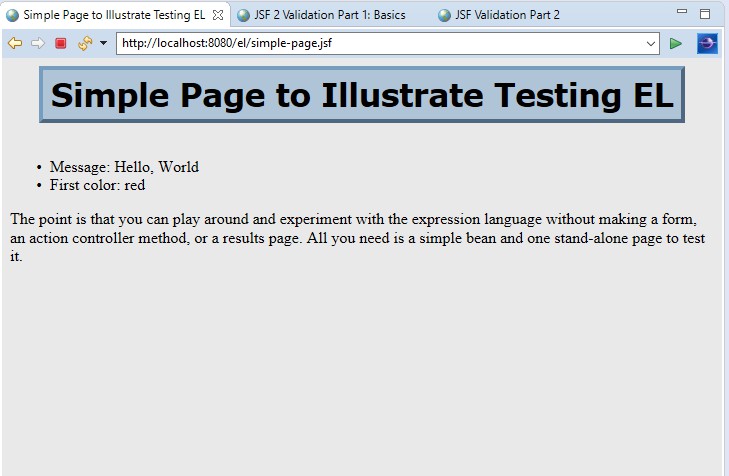 Simple Page to Illustrate Testing EL
JSF 2 Validation Part 1: Basics
JSF Validation Part 2
http://localhost:8080/el/simple-page.jsf
Simple Page to Illustrate Testing EL
• Message: Hello, World
• First color: red
The point is that you can play around and experiment with the expression language without making a form,
an action controller method, or a results page. All you need is a simple bean and one stand-alone page to test
it.